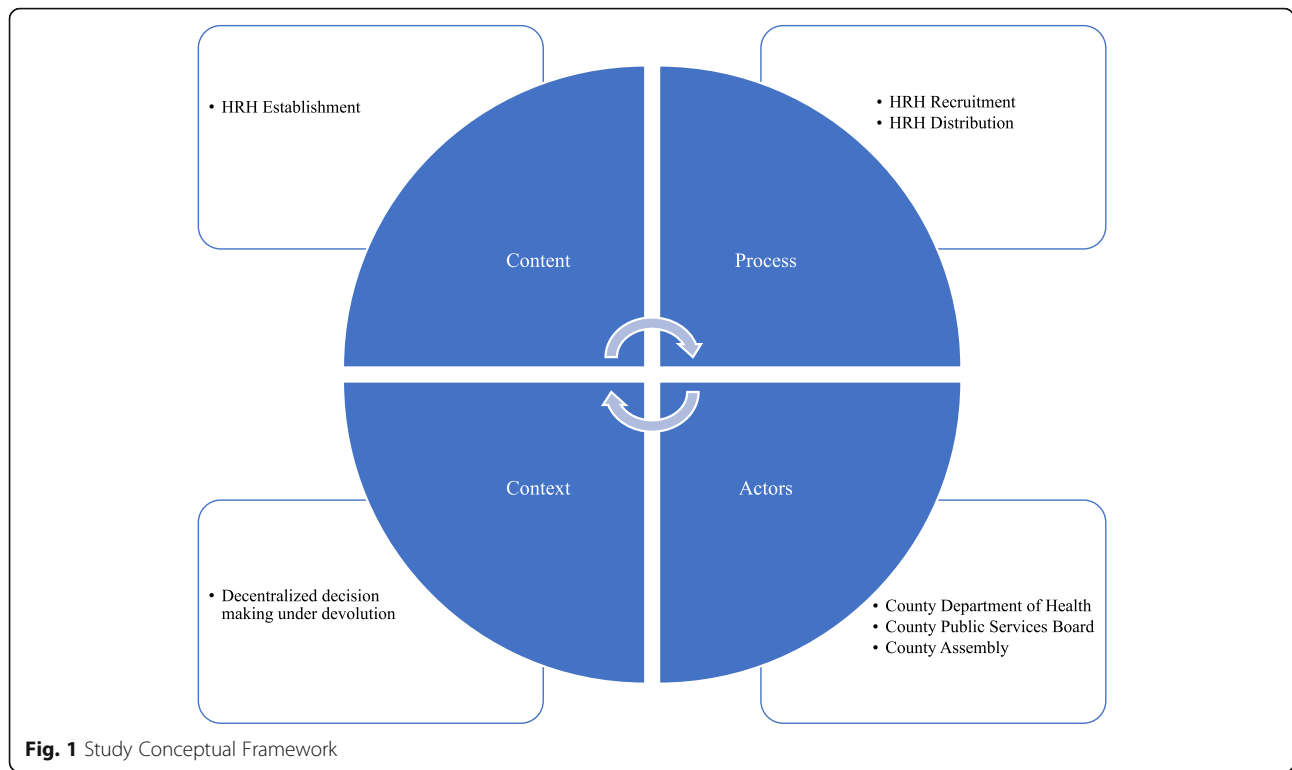 • HRH Establishment
• HRH Recruitment
• HRH Distribution
Content
Process
Context
Actors
• Decentralized decision
making under devolution
• County Department of Health
• County Public Services Board
• County Assembly
Fig. 1 Study Conceptual Framework